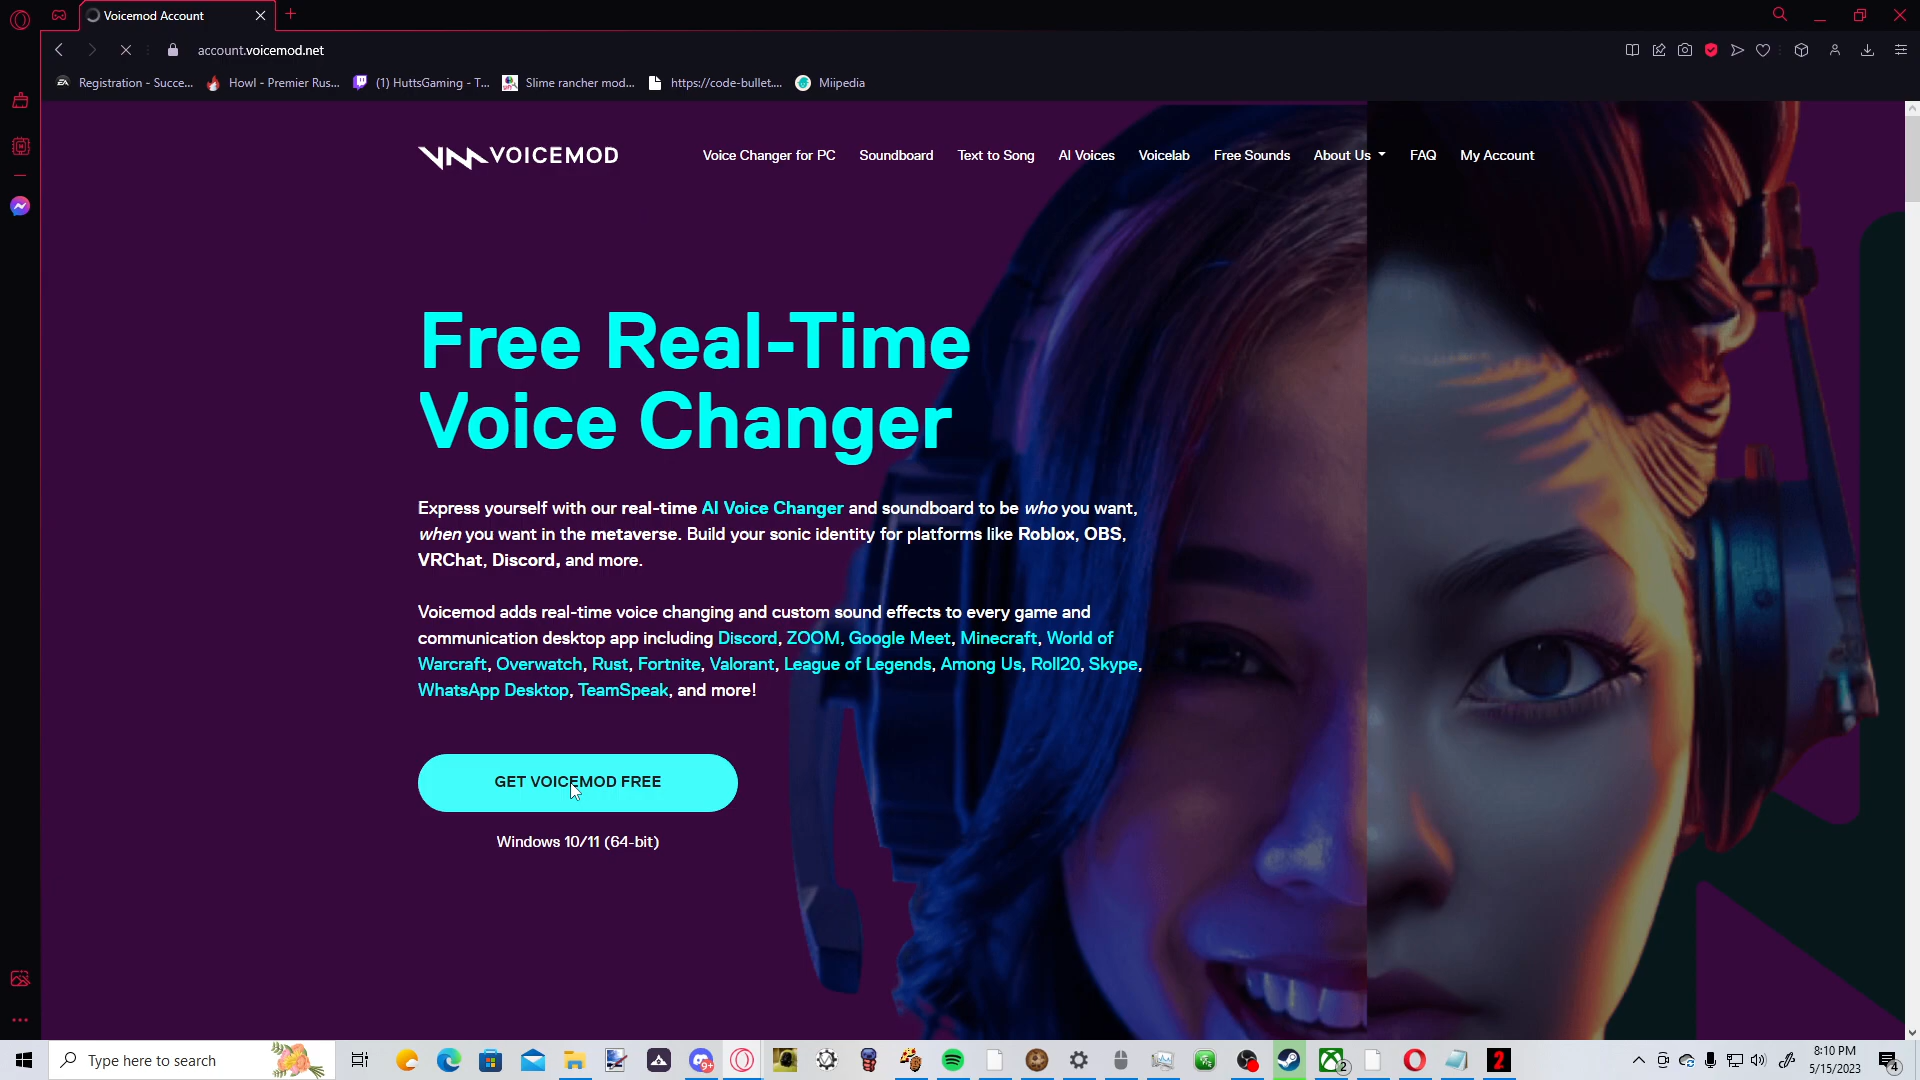 Voicemod Account
account.voicemod.net
Registration - Succe...
Howl - Premier Rus...
(1) HuttsGaming - T...
Slime rancher mod...
https://code-bullet....
Miipedia
VOICEMOD
Voice Changer for PC
Soundboard
Text to Song
AI Voices
Voicelab
Free Sounds
About Us
FAQ
My Account
Free Real-Time
Voice Changer
Express yourself with our real-time AI Voice Changer and soundboard to be who you want,
when you want in the metaverse. Build your sonic identity for platforms like Roblox, OBS,
VRChat, Discord, and more.
Voicemod adds real-time voice changing and custom sound effects to every game and
communication desktop app including Discord, ZOOM, Google Meet, Minecraft, World of
Warcraft, Overwatch, Rust, Fortnite, Valorant, League of Legends, Among Us, Roll20, Skype,
WhatsApp Desktop, TeamSpeak, and more!
GET VOICEMOD FREE
Windows 10/11 (64-bit)
Type here to search
9+
2
2
8:10 PM
5/15/2023
4